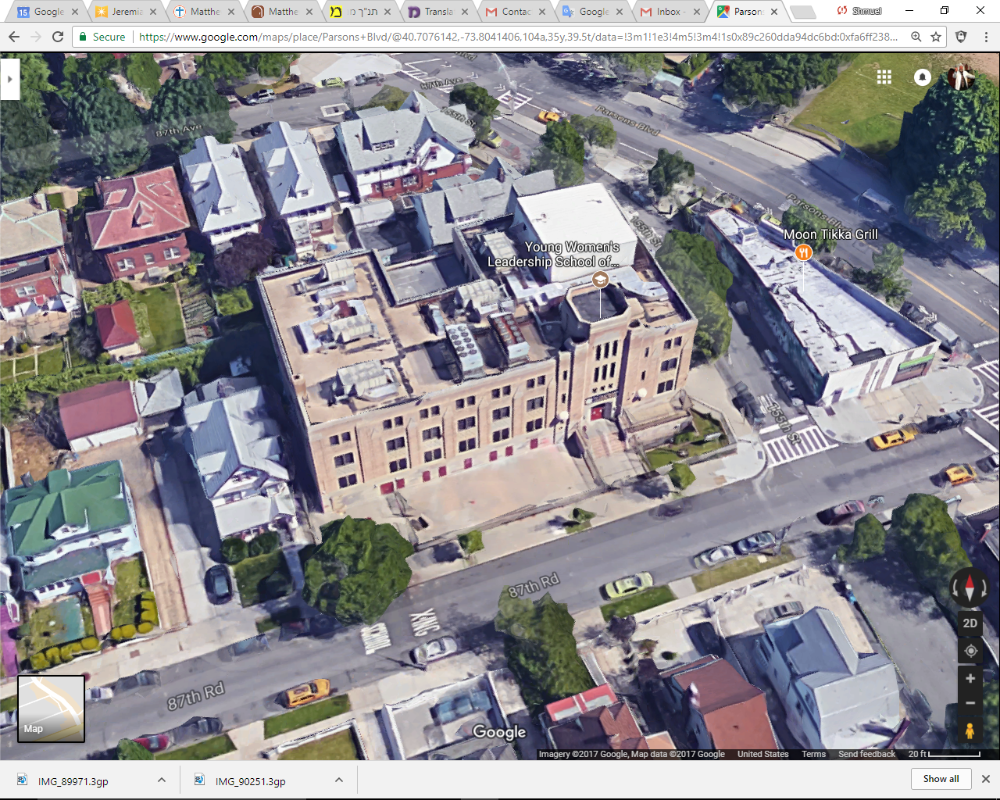 Google
Jeremia
Matthe
Matthe
תנ"ך מ
Transla
Contac
Google
Inbox -
Parson
Shmuel
Secure
https://www.google.com/maps/place/Parsons+Blvd/@40.7076142,-73.8041406,104a,35y,39.5t/data=!3m1!1e3!4m5!3m4!1s0x89c260dda94dc6bd:0xfa6ff238...
Blvd
87th Ave
87th Ave
155th St
Parsons Blvd
Parsons Blvd
155th St
Moon Tikka Grill
Young Women's
Leadership School of...
155th St
87th Rd
XING
SCHOOL
87th Rd
2D
Map
Google
Imagery ©2017 Google, Map data ©2017 Google United States Terms Send feedback 20 ft
IMG_89971.3gp
IMG_90251.3gp
Show all